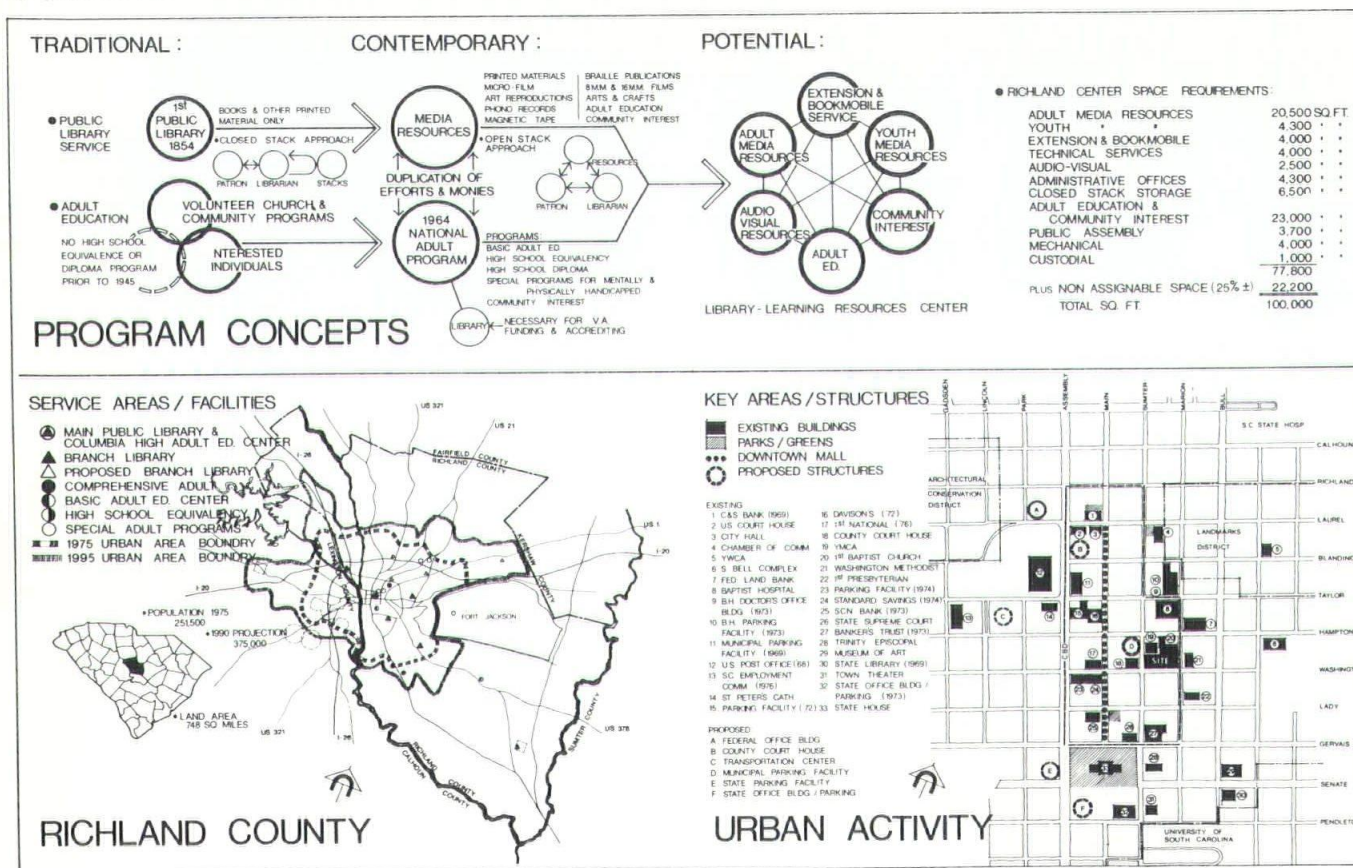 TRADITIONAL :
● PUBLIC
LIBRARY
SERVICE
1st
PUBLIC
LIBRARY
1854
BOOKS & OTHER PRINTED
MATERIAL ONLY
• CLOSED STACK APPROACH
PATRON LIBRARIAN STACKS
● ADULT
EDUCATION
VOLUNTEER CHURCH &
COMMUNITY PROGRAMS
NO HIGH SCHOOL
EQUIVALENCE OR
DIPLOMA PROGRAM
PRIOR TO 1945
INTERESTED
INDIVIDUALS
CONTEMPORARY :
MEDIA
RESOURCES
PRINTED MATERIALS
MICRO-FILM
ART REPRODUCTIONS
PHONO RECORDS
MAGNETIC TAPE
BRAILLE PUBLICATIONS
8M.M & 16M.M. FILMS
ARTS & CRAFTS
ADULT EDUCATION
COMMUNITY INTEREST
• OPEN STACK
APPROACH
RESOURCES
PATRON LIBRARIAN
DUPLICATION OF
EFFORTS & MONIES
1964
NATIONAL
ADULT
PROGRAM
PROGRAMS:
BASIC ADULT ED.
HIGH SCHOOL EQUIVALENCY
HIGH SCHOOL DIPLOMA
SPECIAL PROGRAMS FOR MENTALLY &
PHYSICALLY HANDICAPPED
COMMUNITY INTEREST
LIBRARY
NECESSARY FOR V.A.
FUNDING & ACCREDITING
POTENTIAL :
EXTENSION &
BOOKMOBILE
SERVICE
ADULT
MEDIA
RESOURCES
YOUTH
MEDIA
RESOURCES
AUDIO
VISUAL
RESOURCES
COMMUNITY
INTEREST
ADULT
ED.
LIBRARY - LEARNING RESOURCES CENTER
● RICHLAND CENTER SPACE REQUIREMENTS:
ADULT MEDIA RESOURCES 20,500 SQ. FT.
YOUTH " " 4,300 " "
EXTENSION & BOOKMOBILE 4,000 " "
TECHNICAL SERVICES 4,000 " "
AUDIO-VISUAL 2,500 " "
ADMINISTRATIVE OFFICES 4,300 " "
CLOSED STACK STORAGE 6,500 " "
ADULT EDUCATION &
COMMUNITY INTEREST 23,000 " "
PUBLIC ASSEMBLY 3,700 " "
MECHANICAL 4,000 " "
CUSTODIAL 1,000 " "
77,800
PLUS NON ASSIGNABLE SPACE (25% ±) 22,200
TOTAL SQ. FT. 100,000
PROGRAM CONCEPTS
SERVICE AREAS / FACILITIES
MAIN PUBLIC LIBRARY &
COLUMBIA HIGH ADULT ED. CENTER
BRANCH LIBRARY
PROPOSED BRANCH LIBRARY
COMPREHENSIVE ADULT
BASIC ADULT ED. CENTER
HIGH SCHOOL EQUIVALENCY
SPECIAL ADULT PROGRAMS
1975 URBAN AREA BOUNDRY
1995 URBAN AREA BOUNDRY
US 321
US 21
I-26
FAIRFIELD COUNTY
RICHLAND COUNTY
US 1
I-20
KERSHAW COUNTY
LEXINGTON COUNTY
I-20
FORT JACKSON
• POPULATION 1975
251,500
• 1990 PROJECTION
375,000
• LAND AREA
748 SQ. MILES
US 321
I-26
RICHLAND COUNTY
CALHOUN COUNTY
SUMTER COUNTY
US 378
RICHLAND COUNTY
KEY AREAS / STRUCTURES
EXISTING BUILDINGS
PARKS / GREENS
DOWNTOWN MALL
PROPOSED STRUCTURES
EXISTING
1 C&S BANK (1969)
2 US COURT HOUSE
3 CITY HALL
4 CHAMBER OF COMM
5 YWCA
6 S. BELL COMPLEX
7 FED. LAND BANK
8 BAPTIST HOSPITAL
9 B.H. DOCTOR'S OFFICE
BLDG. (1973)
10 B.H. PARKING
FACILITY (1973)
11 MUNICIPAL PARKING
FACILITY (1969)
12 U.S. POST OFFICE (68)
13 SC EMPLOYMENT
COMM. (1976)
14 ST. PETER'S CATH
15 PARKING FACILITY (72)
16 DAVISON'S ('72)
17 1st NATIONAL ('76)
18 COUNTY COURT HOUSE
19 YMCA
20 1st BAPTIST CHURCH
21 WASHINGTON METHODIST
22 1st PRESBYTERIAN
23 PARKING FACILITY (1974)
24 STANDARD SAVINGS (1974)
25 SCN BANK (1973)
26 STATE SUPREME COURT
27 BANKER'S TRUST (1973)
28 TRINITY EPISCOPAL
29 MUSEUM OF ART
30 STATE LIBRARY (1969)
31 TOWN THEATER
32 STATE OFFICE BLDG /
PARKING (1973)
33 STATE HOUSE
PROPOSED
A FEDERAL OFFICE BLDG
B COUNTY COURT HOUSE
C TRANSPORTATION CENTER
D MUNICIPAL PARKING FACILITY
E STATE PARKING FACILITY
F STATE OFFICE BLDG / PARKING
GADSDEN
LINCOLN
PARK
ASSEMBLY
MAIN
SUMTER
MARION
BULL
S.C. STATE HOSP
CALHOUN
RICHLAND
LAUREL
BLANDING
TAYLOR
HAMPTON
WASHING
LADY
GERVAIS
SENATE
PENDLETO
ARCHITECTURAL
CONSERVATION
DISTRICT
LANDMARKS
DISTRICT
CBD
SITE
UNIVERSITY OF
SOUTH CAROLINA
URBAN ACTIVITY